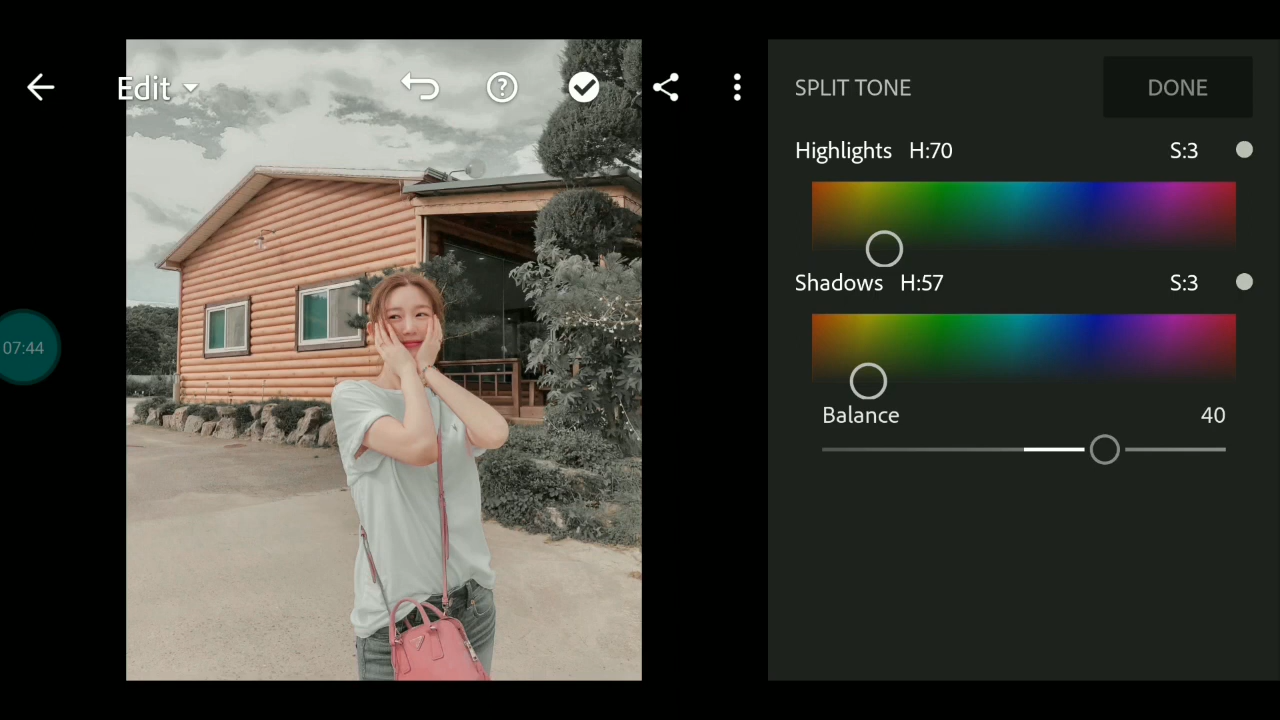 Edit
SPLIT TONE
DONE
Highlights H:70 S:3
Shadows H:57 S:3
Balance 40
07:44